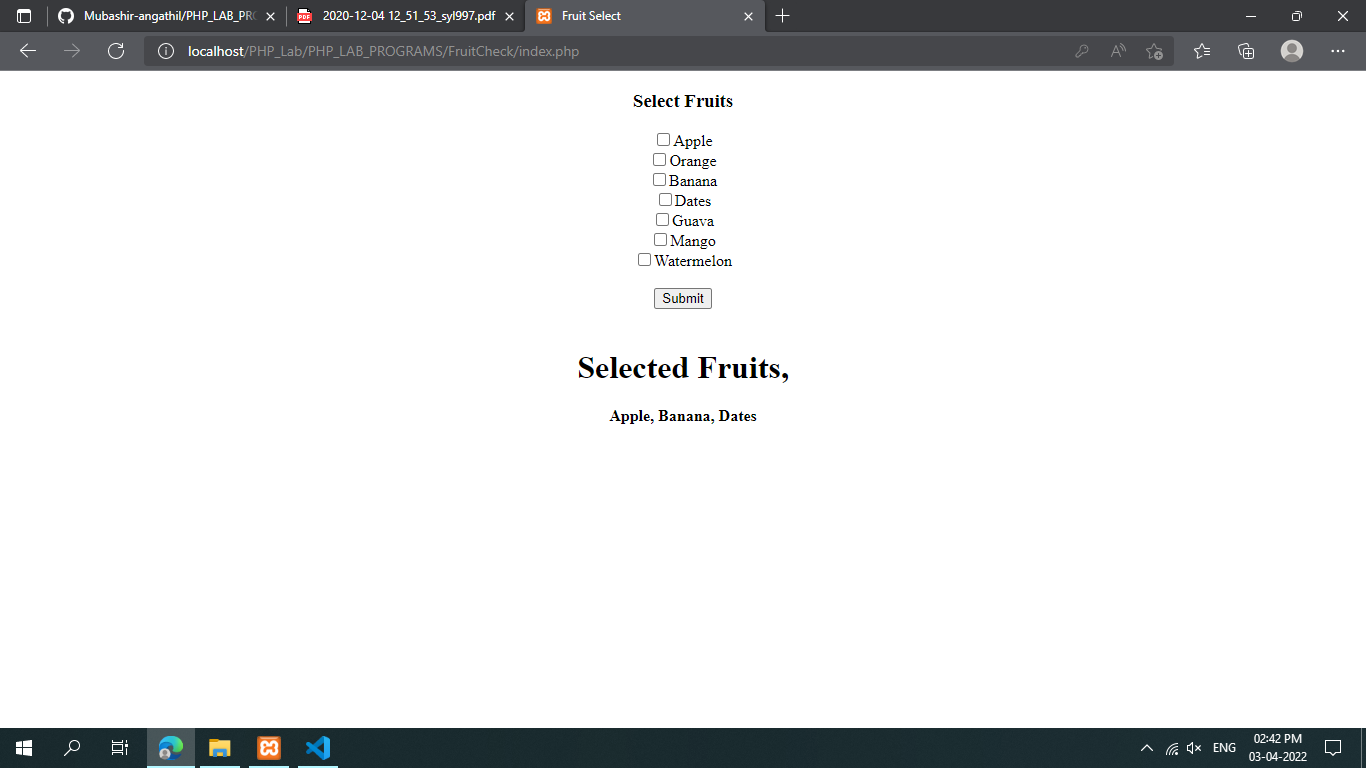 Mubashir-angathil/PHP_LAB_PRO
2020-12-04 12_51_53_syl997.pdf
Fruit Select
localhost/PHP_Lab/PHP_LAB_PROGRAMS/FruitCheck/index.php
Select Fruits
Apple
Orange
Banana
Dates
Guava
Mango
Watermelon
Submit
Selected Fruits,
Apple, Banana, Dates
ENG
02:42 PM
03-04-2022